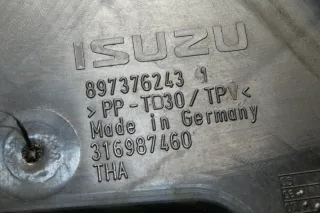 ISUZU
897376243 1
>PP-TD30/TPV<
Made in Germany
316987460
THA